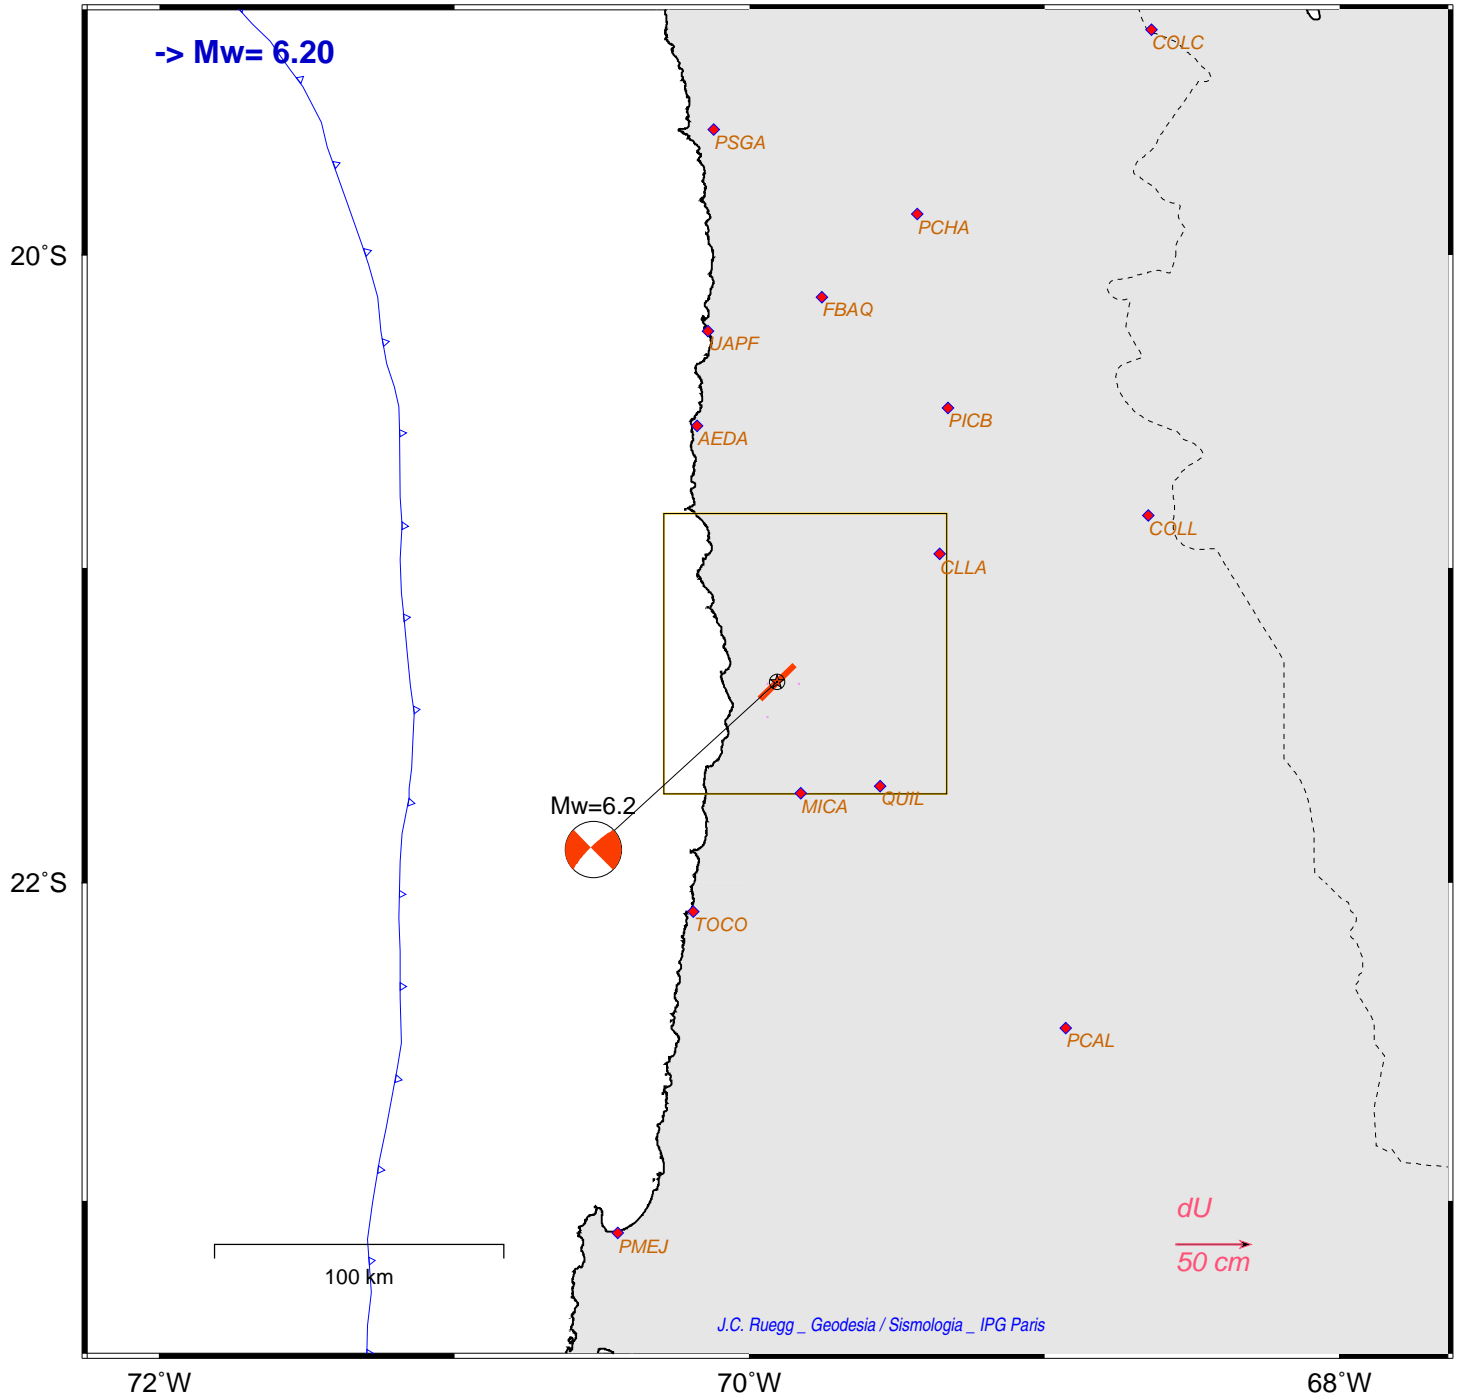 -> Mw= 6.20
COLC
PSGA
PCHA
20°S
FBAQ
UAPF
PICB
AEDA
COLL
CLLA
Mw=6.2
MICA
QUIL
22°S
TOCO
PCAL
dU
PMEJ
50 cm
100 km
J.C. Ruegg _ Geodesia / Sismologia _ IPG Paris
72°W
70°W
68°W